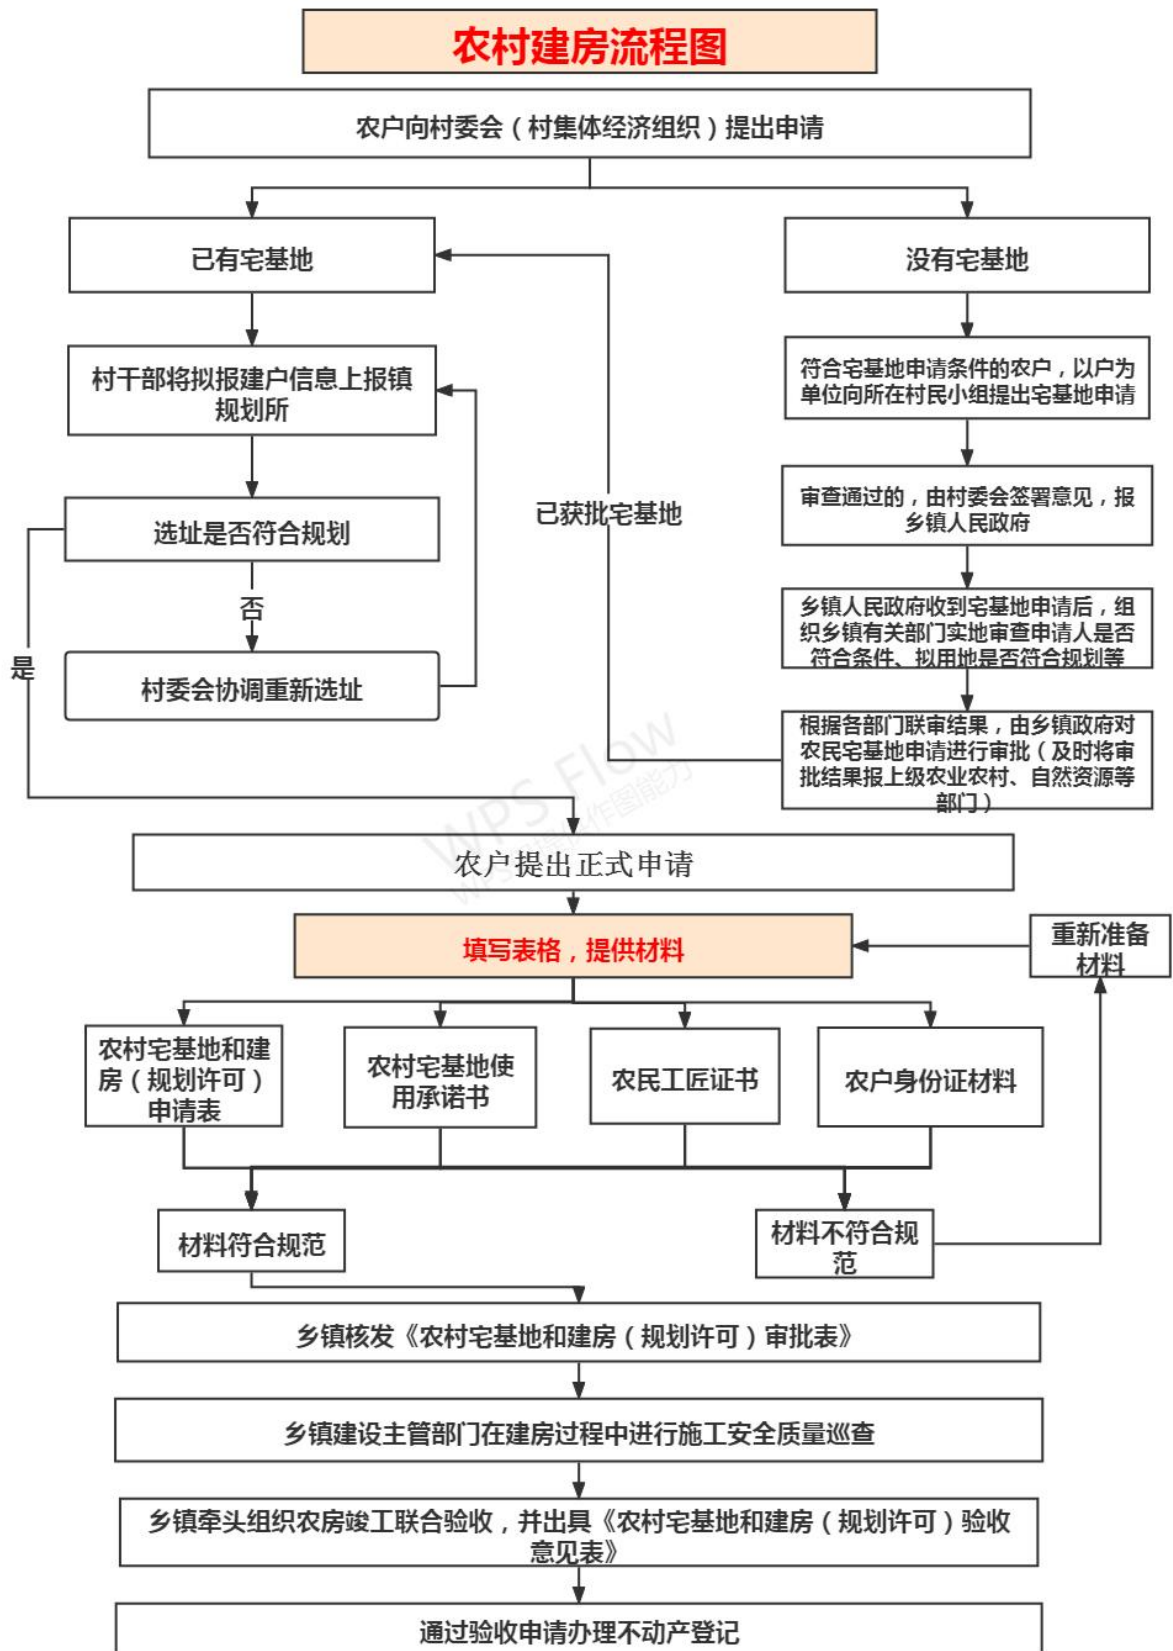 农村建房流程图
农户向村委会（村集体经济组织）提出申请
已有宅基地
没有宅基地
村干部将拟报建户信息上报镇
规划所
符合宅基地申请条件的农户，以户为
单位向所在村民小组提出宅基地申请
选址是否符合规划
已获批宅基地
审查通过的，由村委会签署意见，报
乡镇人民政府
否
是
村委会协调重新选址
乡镇人民政府收到宅基地申请后，组
织乡镇有关部门实地审查申请人是否
符合条件、拟用地是否符合规划等
根据各部门联审结果，由乡镇政府对
农民宅基地申请进行审批（及时将审
批结果报上级农业农村、自然资源等
部门）
WPS Flow
农户提出正式申请
填写表格，提供材料
重新准备
材料
农村宅基地和建
房（规划许可）
申请表
农村宅基地使
用承诺书
农民工匠证书
农户身份证材料
材料符合规范
材料不符合规
范
乡镇核发《农村宅基地和建房（规划许可）审批表》
乡镇建设主管部门在建房过程中进行施工安全质量巡查
乡镇牵头组织农房竣工联合验收，并出具《农村宅基地和建房（规划许可）验收
意见表》
通过验收申请办理不动产登记